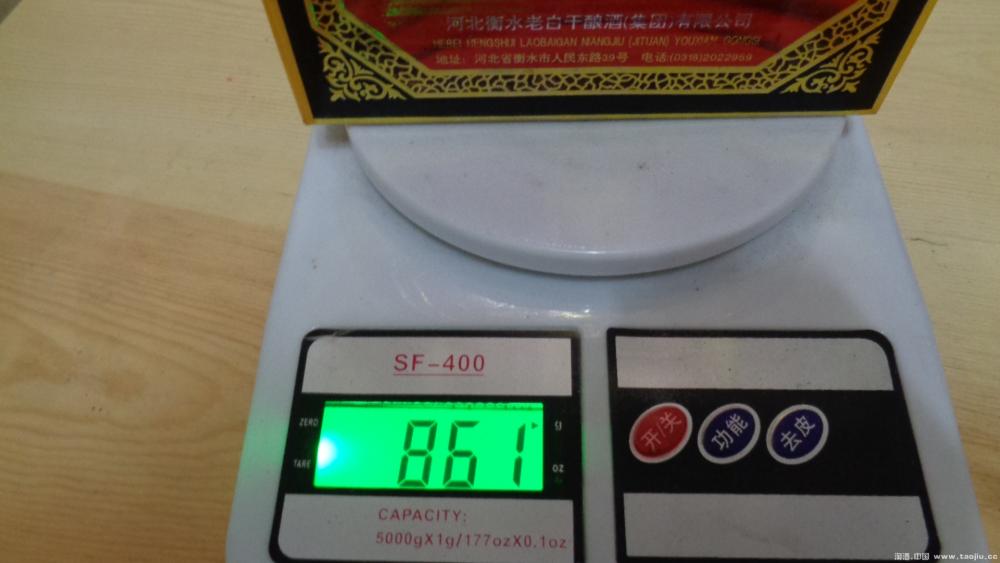 河北衡水老白干酿酒(集团)有限公司
HEBEI HENGSHUI LAOBAIGAN NIANGJIU (JITUAN) YOUXIAN GONGSI
地址：河北省衡水市人民东路39号 电话:(0318)2022969
SF-400
ZERO
g
861
TARE
oz
开/关
功能
去皮
CAPACITY:
5000gX1g/177ozX0.1oz
淘酒.中国 www.taojiu.cc